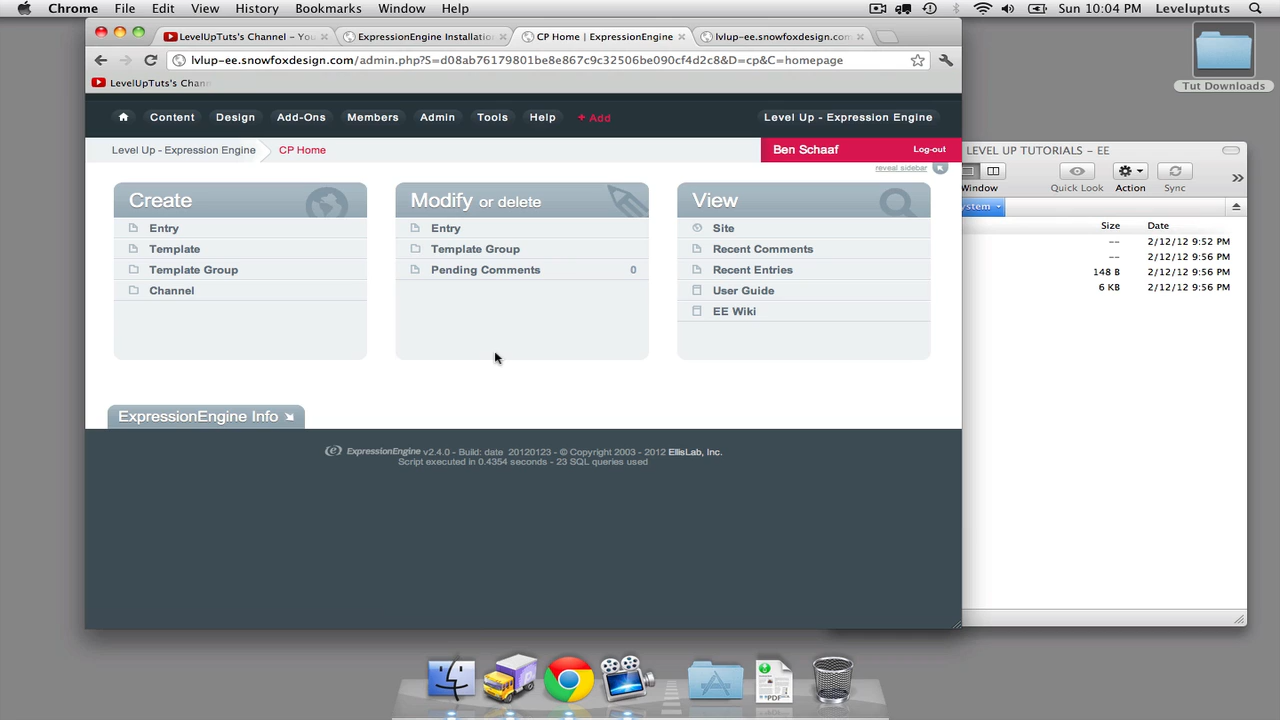 Chrome File Edit View History Bookmarks Window Help Sun 10:04 PM Leveluptuts
LevelUpTuts's Channel – You
ExpressionEngine Installation
CP Home | ExpressionEngine
lvlup-ee.snowfoxdesign.com
lvlup-ee.snowfoxdesign.com/admin.php?S=d08ab76179801be8e867c9c32506be090cf4d2c8&D=cp&C=homepage
LevelUpTuts's Chann
Content Design Add-Ons Members Admin Tools Help + Add Level Up - Expression Engine
Level Up - Expression Engine CP Home
Ben Schaaf Log-out
reveal sidebar
Create
Entry
Template
Template Group
Channel
Modify or delete
Entry
Template Group
Pending Comments 0
View
Site
Recent Comments
Recent Entries
User Guide
EE Wiki
ExpressionEngine Info
ExpressionEngine v2.4.0 - Build: date 20120123 - © Copyright 2003 - 2012 EllisLab, Inc.
Script executed in 0.4354 seconds - 23 SQL queries used
Tut Downloads
LEVEL UP TUTORIALS – EE
Window Quick Look Action Sync
ystem
Size Date
-- 2/12/12 9:52 PM
-- 2/12/12 9:56 PM
148 B 2/12/12 9:56 PM
6 KB 2/12/12 9:56 PM
PDF